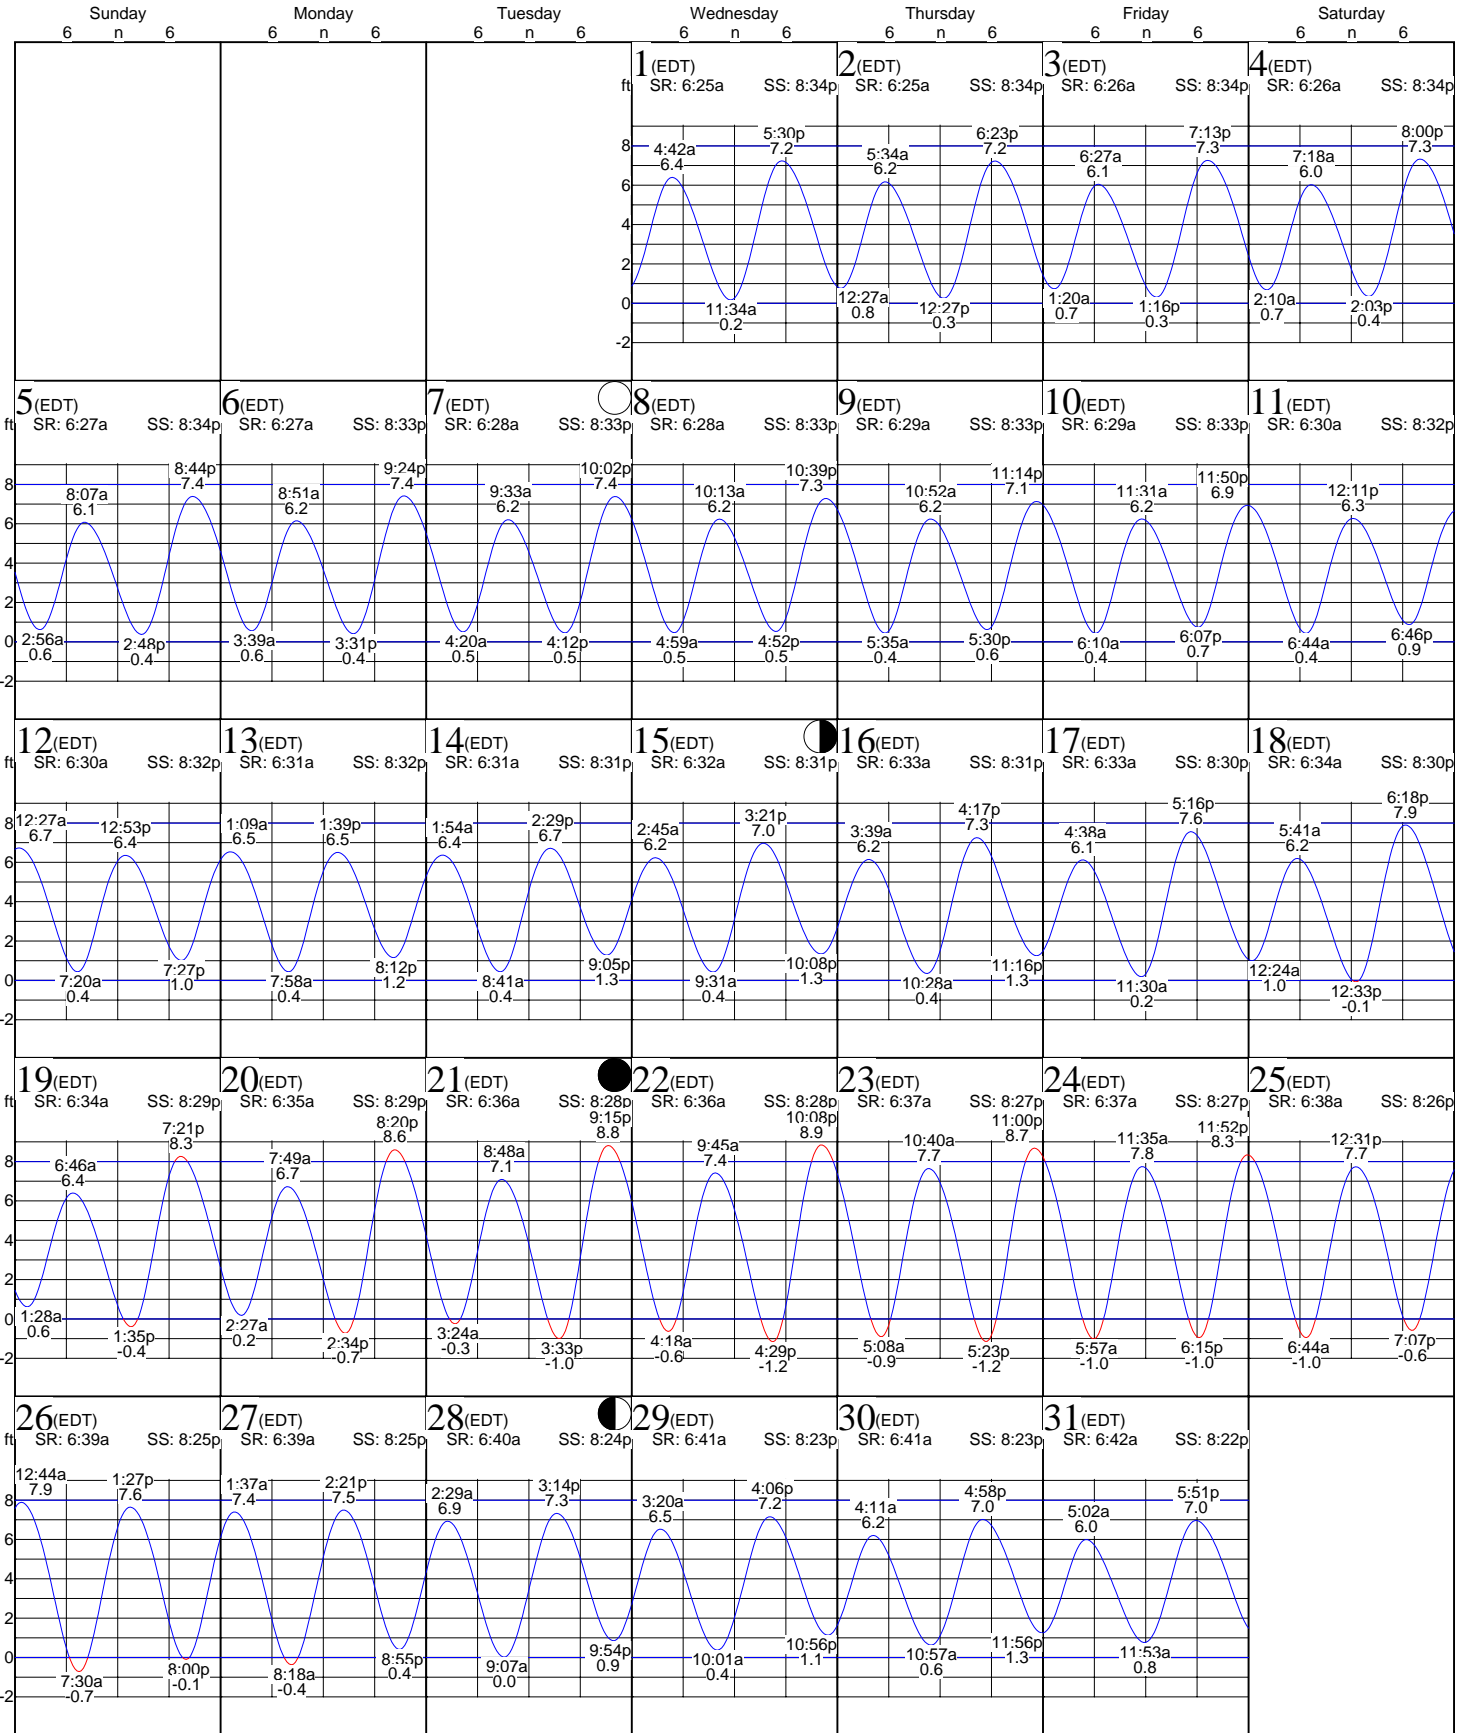 Sunday Monday Tuesday Wednesday Thursday Friday Saturday
6 n 6 6 n 6 6 n 6 6 n 6 6 n 6 6 n 6 6 n 6
1(EDT) 2(EDT) 3(EDT) 4(EDT)
ft SR: 6:25a SS: 8:34p SR: 6:25a SS: 8:34p SR: 6:26a SS: 8:34p SR: 6:26a SS: 8:34p
4:42a 5:30p 5:34a 6:23p 6:27a 7:13p 7:18a 8:00p
6.4 7.2 6.2 7.2 6.1 7.3 6.0 7.3
8
6
4
2
0
-2
11:34a 12:27a 12:27p 1:20a 1:16p 2:10a 2:03p
0.2 0.8 0.3 0.7 0.3 0.7 0.4
5(EDT) 6(EDT) 7(EDT) 8(EDT) 9(EDT) 10(EDT) 11(EDT)
ft SR: 6:27a SS: 8:34p SR: 6:27a SS: 8:33p SR: 6:28a SS: 8:33p SR: 6:28a SS: 8:33p SR: 6:29a SS: 8:33p SR: 6:29a SS: 8:33p SR: 6:30a SS: 8:32p
8:07a 8:44p 8:51a 9:24p 9:33a 10:02p 10:13a 10:39p 10:52a 11:14p 11:31a 11:50p 12:11p
6.1 7.4 6.2 7.4 6.2 7.4 6.2 7.3 6.2 7.1 6.2 6.9 6.3
8
6
4
2
0
-2
2:56a 2:48p 3:39a 3:31p 4:20a 4:12p 4:59a 4:52p 5:35a 5:30p 6:10a 6:07p 6:44a 6:46p
0.6 0.4 0.6 0.4 0.5 0.5 0.5 0.5 0.4 0.6 0.4 0.7 0.4 0.9
12(EDT) 13(EDT) 14(EDT) 15(EDT) 16(EDT) 17(EDT) 18(EDT)
ft SR: 6:30a SS: 8:32p SR: 6:31a SS: 8:32p SR: 6:31a SS: 8:31p SR: 6:32a SS: 8:31p SR: 6:33a SS: 8:31p SR: 6:33a SS: 8:30p SR: 6:34a SS: 8:30p
12:27a 12:53p 1:09a 1:39p 1:54a 2:29p 2:45a 3:21p 3:39a 4:17p 4:38a 5:16p 5:41a 6:18p
6.7 6.4 6.5 6.5 6.4 6.7 6.2 7.0 6.2 7.3 6.1 7.6 6.2 7.9
8
6
4
2
0
-2
7:20a 7:27p 7:58a 8:12p 8:41a 9:05p 9:31a 10:08p 10:28a 11:16p 11:30a 12:24a 12:33p
0.4 1.0 0.4 1.2 0.4 1.3 0.4 1.3 0.4 1.3 0.2 1.0 -0.1
19(EDT) 20(EDT) 21(EDT) 22(EDT) 23(EDT) 24(EDT) 25(EDT)
ft SR: 6:34a SS: 8:29p SR: 6:35a SS: 8:29p SR: 6:36a SS: 8:28p SR: 6:36a SS: 8:28p SR: 6:37a SS: 8:27p SR: 6:37a SS: 8:27p SR: 6:38a SS: 8:26p
6:46a 7:21p 7:49a 8:20p 8:48a 9:15p 9:45a 10:08p 10:40a 11:00p 11:35a 11:52p 12:31p
6.4 8.3 6.7 8.6 7.1 8.8 7.4 8.9 7.7 8.7 7.8 8.3 7.7
8
6
4
2
0
-2
1:28a 1:35p 2:27a 2:34p 3:24a 3:33p 4:18a 4:29p 5:08a 5:23p 5:57a 6:15p 6:44a 7:07p
0.6 -0.4 0.2 -0.7 -0.3 -1.0 -0.6 -1.2 -0.9 -1.2 -1.0 -1.0 -1.0 -0.6
26(EDT) 27(EDT) 28(EDT) 29(EDT) 30(EDT) 31(EDT)
ft SR: 6:39a SS: 8:25p SR: 6:39a SS: 8:25p SR: 6:40a SS: 8:24p SR: 6:41a SS: 8:23p SR: 6:41a SS: 8:23p SR: 6:42a SS: 8:22p
12:44a 1:27p 1:37a 2:21p 2:29a 3:14p 3:20a 4:06p 4:11a 4:58p 5:02a 5:51p
7.9 7.6 7.4 7.5 6.9 7.3 6.5 7.2 6.2 7.0 6.0 7.0
8
6
4
2
0
-2
7:30a 8:00p 8:18a 8:55p 9:07a 9:54p 10:01a 10:56p 10:57a 11:56p 11:53a
-0.7 -0.1 -0.4 0.4 0.0 0.9 0.4 1.1 0.6 1.3 0.8